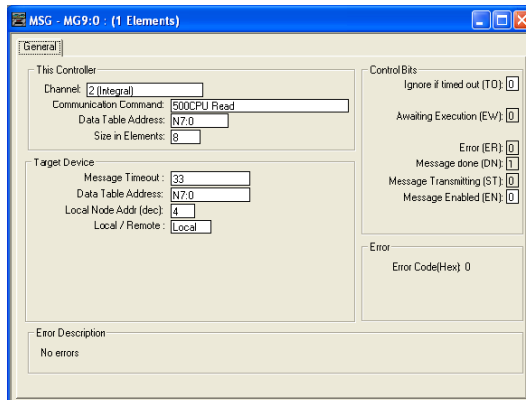 MSG - MG9:0 : (1 Elements)
General
This Controller
Channel: 2 (Integral)
Communication Command: 500CPU Read
Data Table Address: N7:0
Size in Elements: 8
Target Device
Message Timeout : 33
Data Table Address: N7:0
Local Node Addr (dec): 4
Local / Remote : Local
Control Bits
Ignore if timed out (TO): 0
Awaiting Execution (EW): 0
Error (ER): 0
Message done (DN): 1
Message Transmitting (ST): 0
Message Enabled (EN): 0
Error
Error Code(Hex): 0
Error Description
No errors